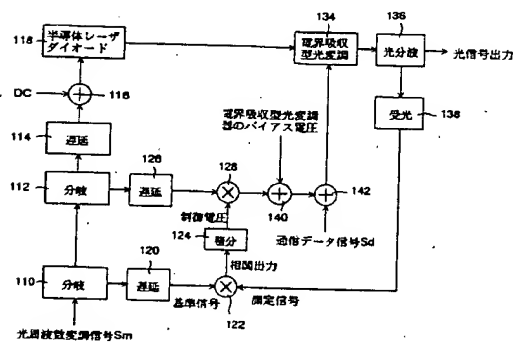 118
半導体レーザ
ダイオード
DC
116
114
遅延
112
分岐
126
遅延
128
制御電圧
124
積分
相関出力
110
分岐
120
遅延
基準信号
122
測定信号
光周波数変調信号Sm
134
電界吸収
型光変調
136
光分波
光信号出力
受光
138
電界吸収型光変調
器のバイアス電圧
140
142
通信データ信号Sd